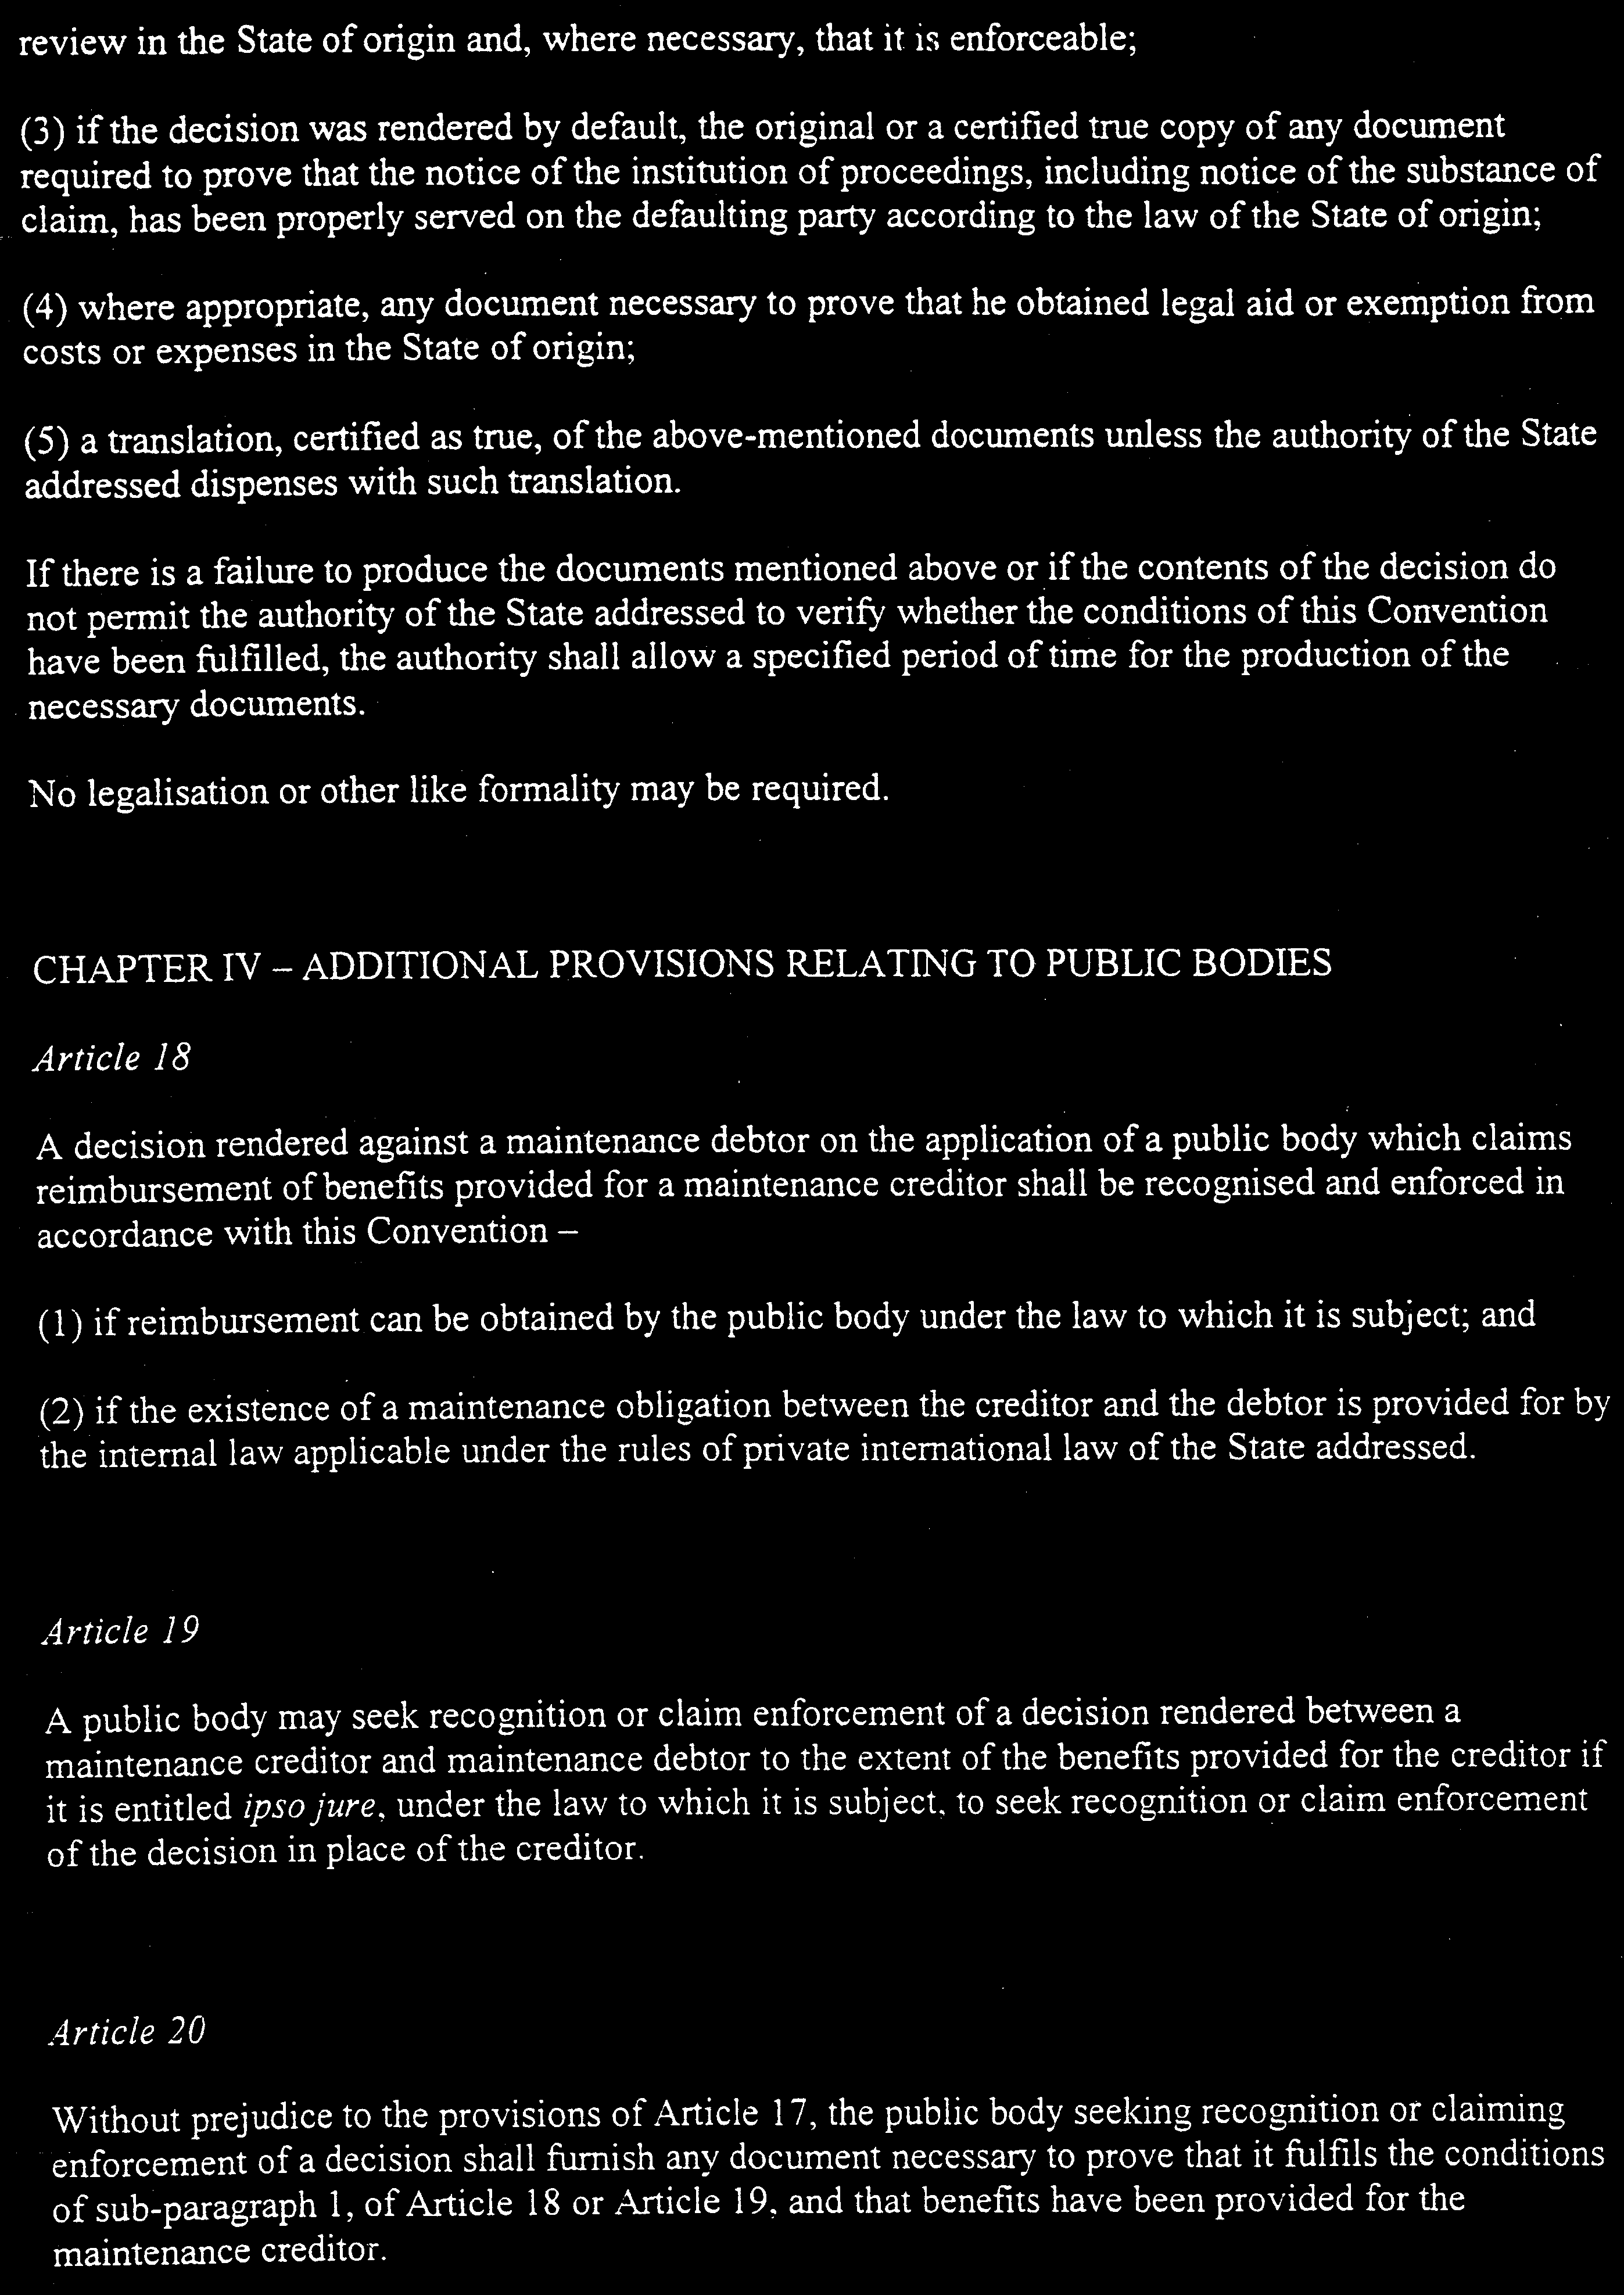 review in the State of origin and, where necessary, that it is enforceable;
(3) if the decision was rendered by default, the original or a certified true copy of any document
required to prove that the notice of the institution of proceedings, including notice of the substance of
claim, has been properly served on the defaulting party according to the law of the State of origin;
(4) where appropriate, any document necessary to prove that he obtained legal aid or exemption from
costs or expenses in the State of origin;
(5) a translation, certified as true, of the above-mentioned documents unless the authority of the State
addressed dispenses with such translation.
If there is a failure to produce the documents mentioned above or if the contents of the decision do
not permit the authority of the State addressed to verify whether the conditions of this Convention
have been fulfilled, the authority shall allow a specified period of time for the production of the
necessary documents.
No legalisation or other like formality may be required.
CHAPTER IV – ADDITIONAL PROVISIONS RELATING TO PUBLIC BODIES
Article 18
A decision rendered against a maintenance debtor on the application of a public body which claims
reimbursement of benefits provided for a maintenance creditor shall be recognised and enforced in
accordance with this Convention –
(1) if reimbursement can be obtained by the public body under the law to which it is subject; and
(2) if the existence of a maintenance obligation between the creditor and the debtor is provided for by
the internal law applicable under the rules of private international law of the State addressed.
Article 19
A public body may seek recognition or claim enforcement of a decision rendered between a
maintenance creditor and maintenance debtor to the extent of the benefits provided for the creditor if
it is entitled ipso jure, under the law to which it is subject, to seek recognition or claim enforcement
of the decision in place of the creditor.
Article 20
Without prejudice to the provisions of Article 17, the public body seeking recognition or claiming
enforcement of a decision shall furnish any document necessary to prove that it fulfils the conditions
of sub-paragraph 1, of Article 18 or Article 19, and that benefits have been provided for the
maintenance creditor.